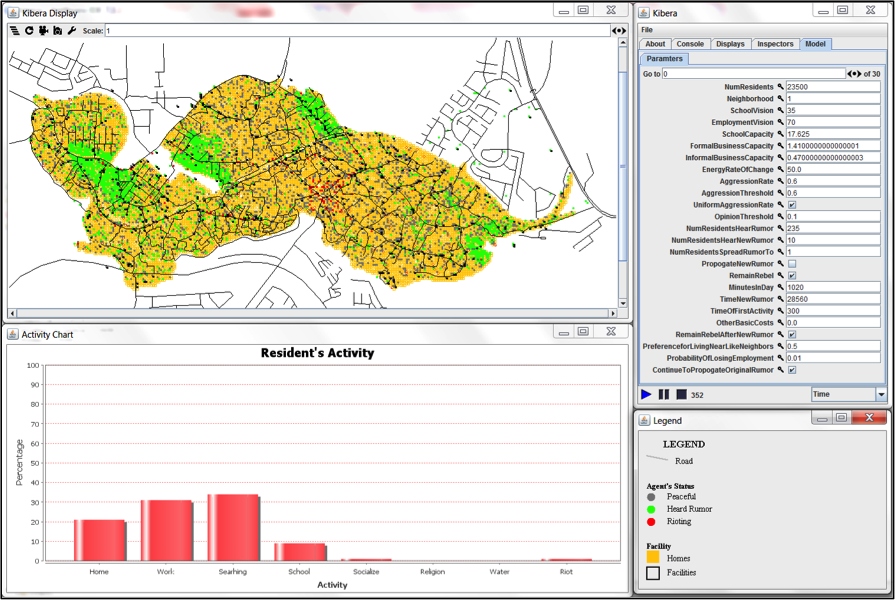 Kibera Display
Scale: 1
Kibera
File
About Console Displays Inspectors Model
Paramters
Go to 0 of 30
NumResidents 23500
Neighborhood 1
SchoolVision 35
EmploymentVision 70
SchoolCapacity 17.625
FormalBusinessCapacity 1.4100000000000001
InformalBusinessCapacity 0.47000000000000003
EnergyRateOfChange 50.0
AggressionRate 0.6
AggressionThreshold 0.6
UniformAggressionRate
OpinionThreshold 0.1
NumResidentsHearRumor 235
NumResidentsHearNewRumor 10
NumResidentsSpreadRumorTo 1
PropogateNewRumor
RemainRebel
MinutesInDay 1020
TimeNewRumor 28560
TimeOfFirstActivity 300
OtherBasicCosts 0.0
RemainRebelAfterNewRumor
PreferenceforLivingNearLikeNeighbors 0.5
ProbabilityOfLosingEmployment 0.01
ContinueToPropogateOriginalRumor
352 Time
Activity Chart
Resident's Activity
Percentage
100
90
80
70
60
50
40
30
20
10
0
Home Work: Searhing School Socialize Religion Water Riot
Activity
Legend
LEGEND
Road
Agent's Status
Peaceful
Heard Rumor
Rioting
Facility
Homes
Facilities